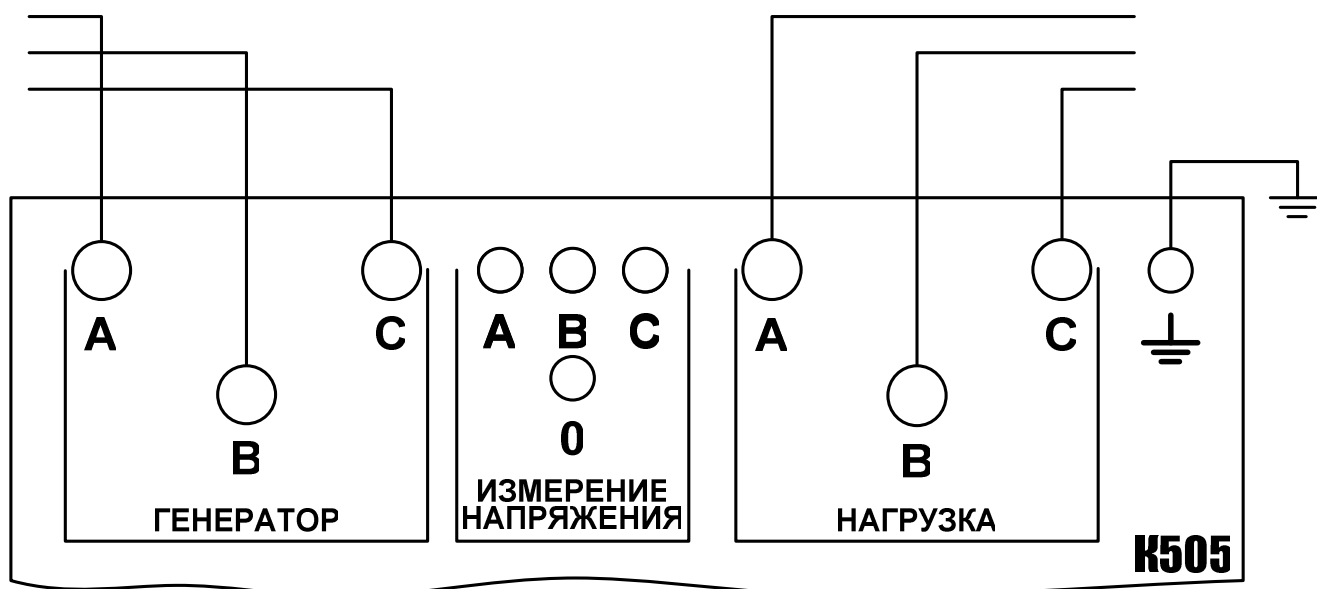 А С А В С А С
В 0 В
ИЗМЕРЕНИЕ
ГЕНЕРАТОР НАПРЯЖЕНИЯ НАГРУЗКА
К505